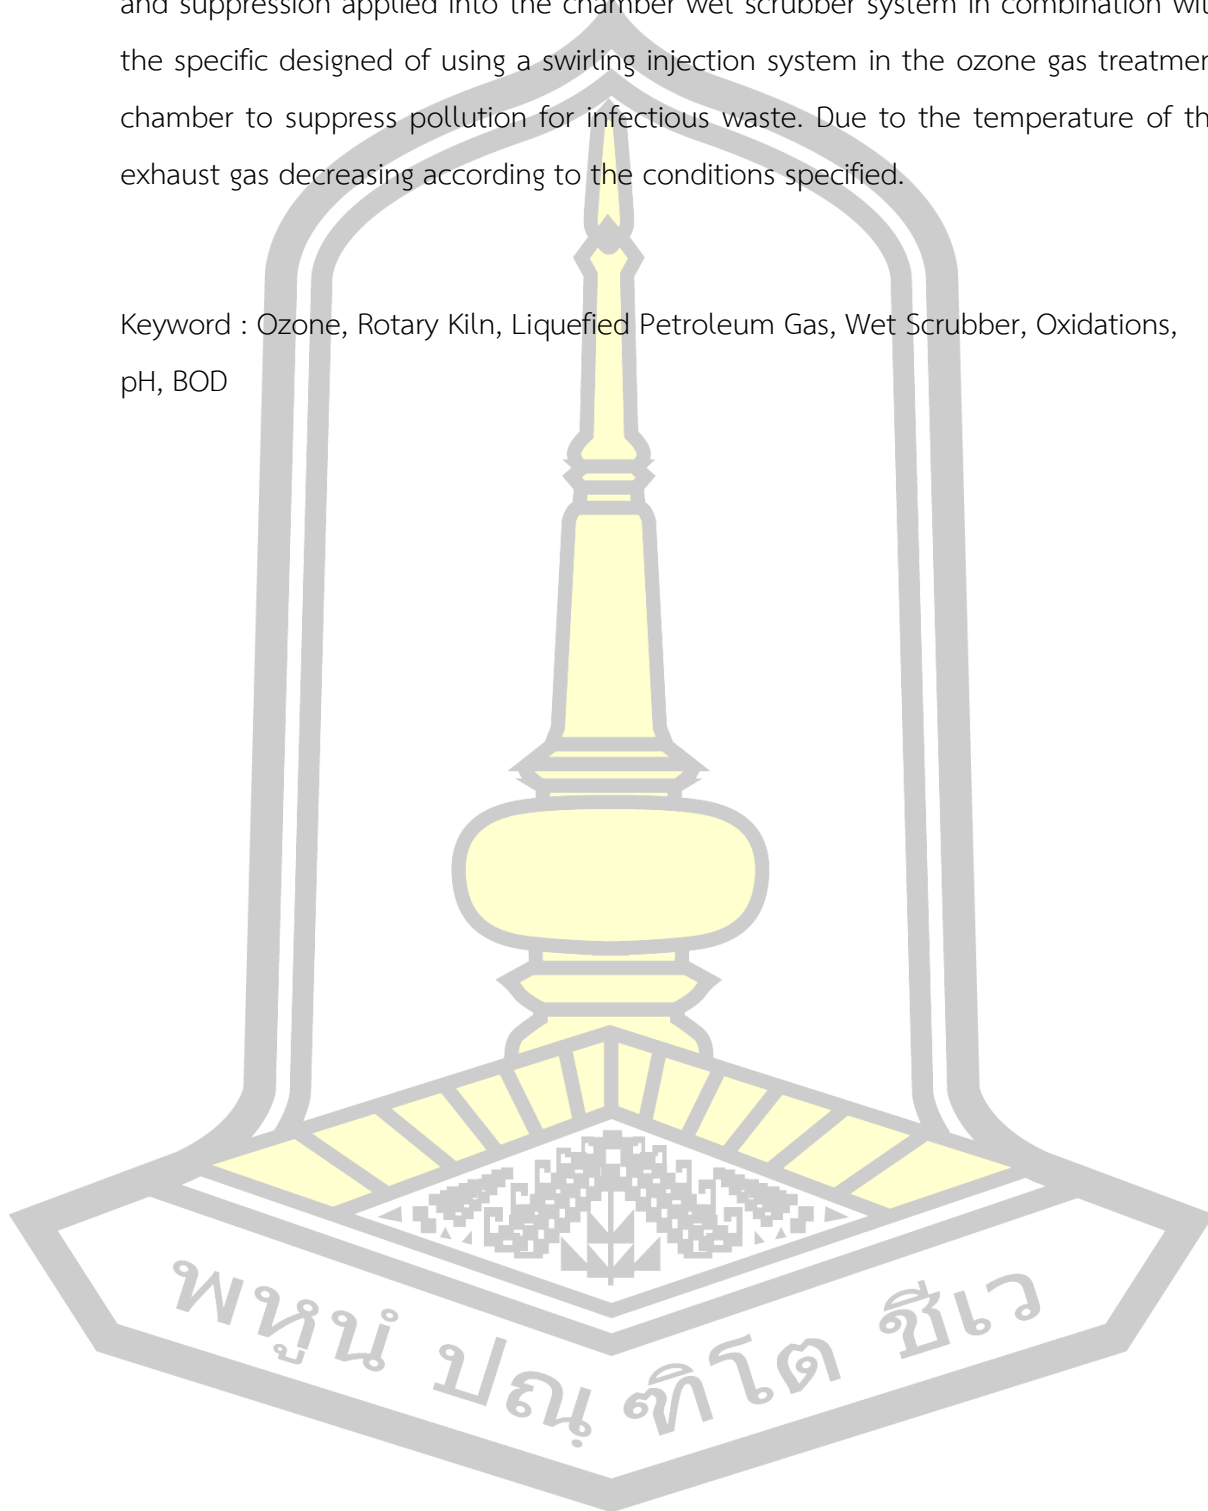 and suppression applied into the chamber wet scrubber system in combination wit
the specific designed of using a swirling injection system in the ozone gas treatmen
chamber to suppress pollution for infectious waste. Due to the temperature of th
exhaust gas decreasing according to the conditions specified.
Keyword : Ozone, Rotary Kiln, Liquefied Petroleum Gas, Wet Scrubber, Oxidations,
pH, BOD
พหูนํ ปณฺฑิโต ชีเว